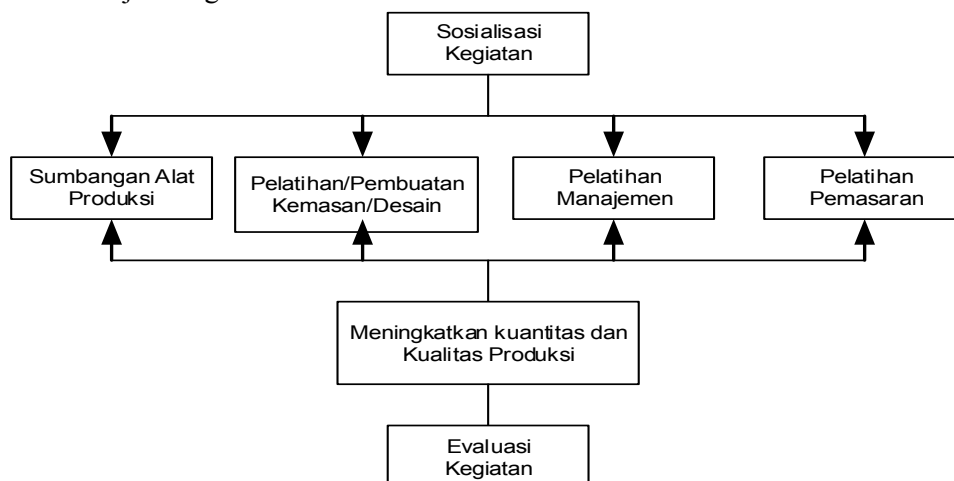 Sosialisasi
Kegiatan
Sumbangan Alat
Produksi
Pelatihan/Pembuatan
Kemasan/Desain
Pelatihan
Manajemen
Pelatihan
Pemasaran
Meningkatkan kuantitas dan
Kualitas Produksi
Evaluasi
Kegiatan